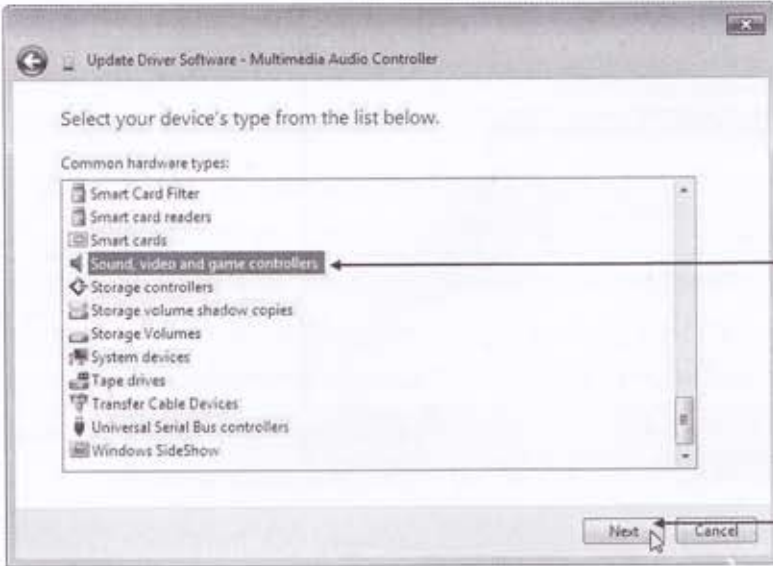 Update Driver Software - Multimedia Audio Controller
Select your device's type from the list below.
Common hardware types:
Smart Card Filter
Smart card readers
Smart cards
Sound, video and game controllers
Storage controllers
Storage volume shadow copies
Storage Volumes
System devices
Tape drives
Transfer Cable Devices
Universal Serial Bus controllers
Windows SideShow
Next Cancel